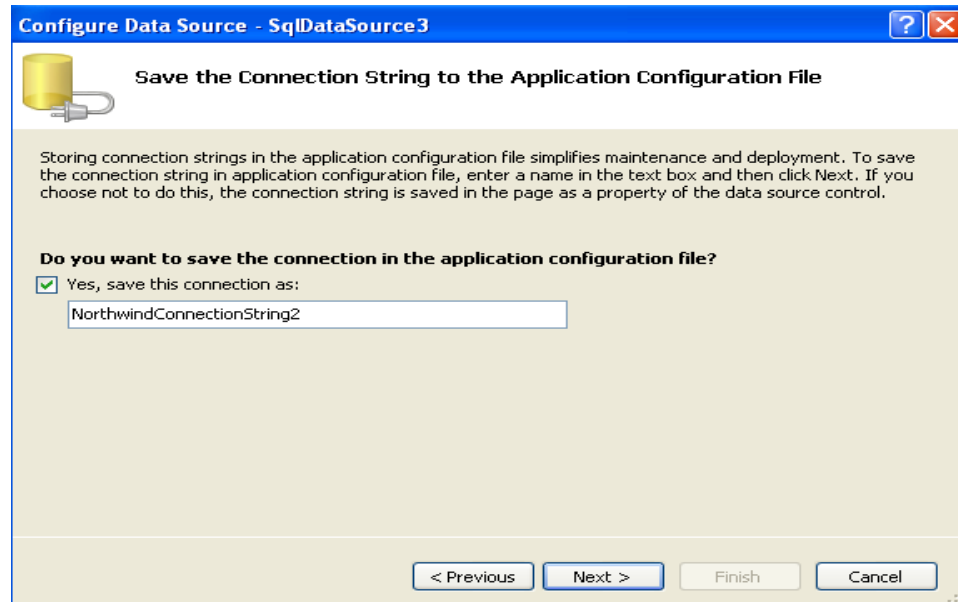 Configure Data Source - SqlDataSource3
?
Save the Connection String to the Application Configuration File
Storing connection strings in the application configuration file simplifies maintenance and deployment. To save
the connection string in application configuration file, enter a name in the text box and then click Next. If you
choose not to do this, the connection string is saved in the page as a property of the data source control.
Do you want to save the connection in the application configuration file?
Yes, save this connection as:
NorthwindConnectionString2
< Previous Next > Finish Cancel